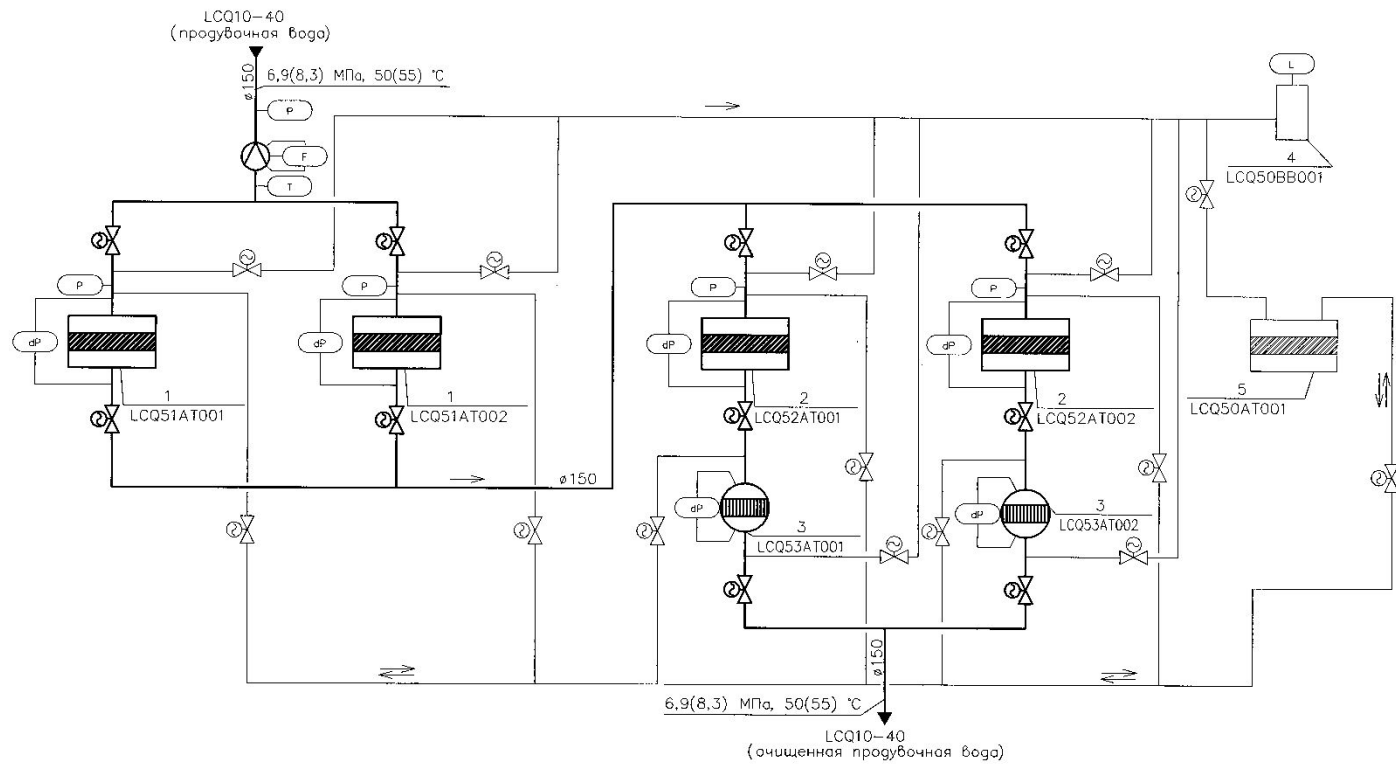 LCQ10-40
(продувочная вода)
ø150
6,9(8,3) МПа, 50(55) °С
P
F
T
L
4
LCQ50BB001
P
P
P
P
dP
dP
dP
dP
1
LCQ51AT001
1
LCQ51AT002
2
LCQ52AT001
2
LCQ52AT002
5
LCQ50AT001
ø150
dP
3
LCQ53AT001
dP
3
LCQ53AT002
ø150
6,9(8,3) МПа, 50(55) °С
LCQ10-40
(очищенная продувочная вода)